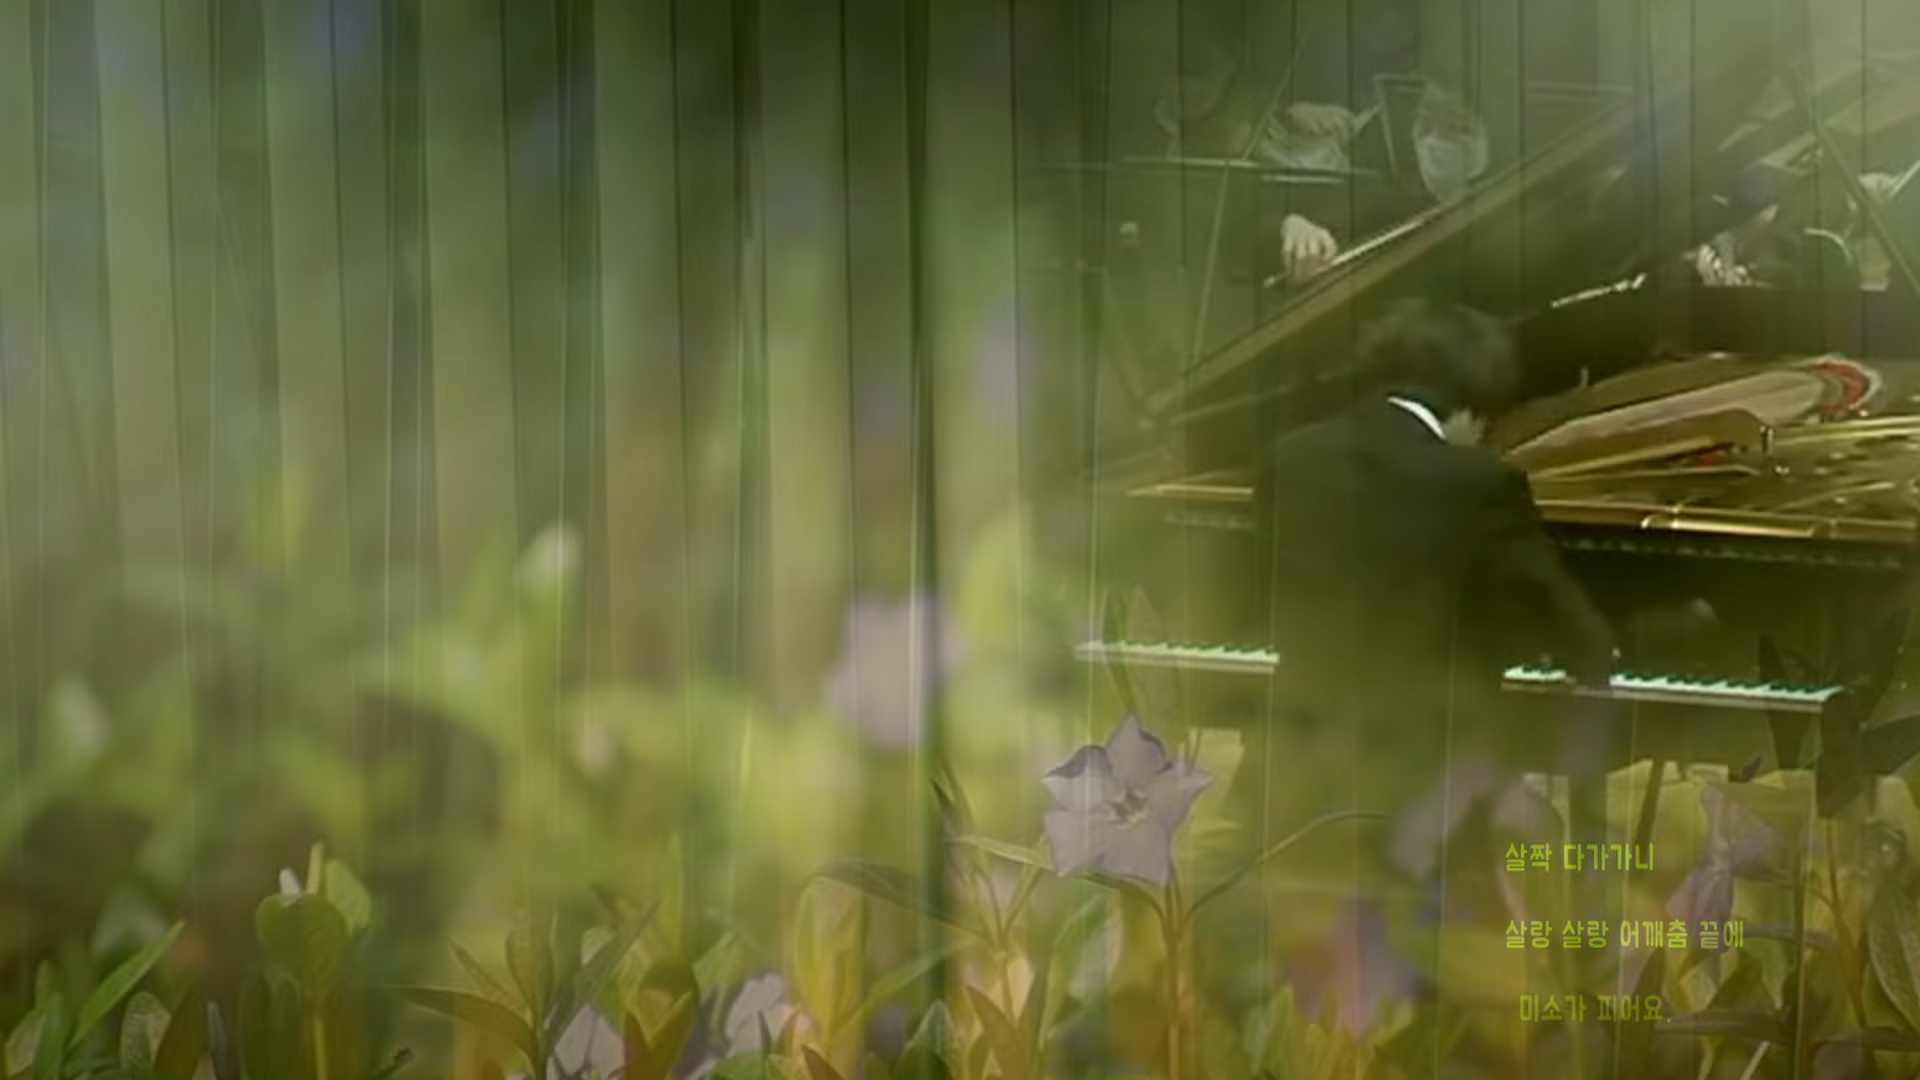 살짝 다가가니
살랑 살랑 어깨춤 끝에
미소가 피어요.